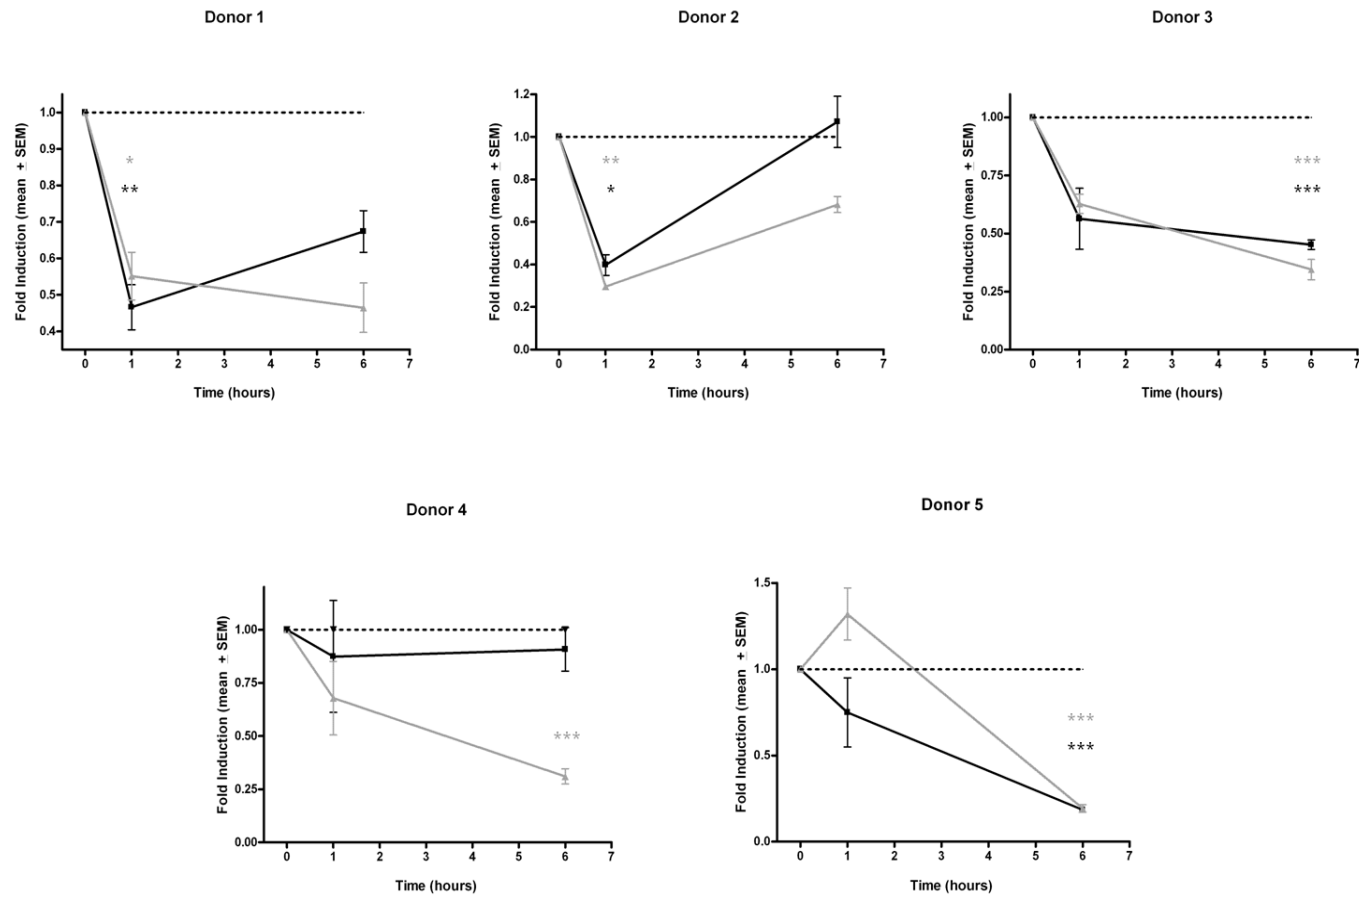 Donor 1
Fold Induction (mean ± SEM)
1.0
0.9
0.8
0.7
0.6
0.5
0.4
*
**
0 1 2 3 4 5 6 7
Time (hours)
Donor 2
Fold Induction (mean ± SEM)
1.2
1.0
0.8
0.6
0.4
0.2
0.0
**
*
0 1 2 3 4 5 6 7
Time (hours)
Donor 3
Fold Induction (mean ± SEM)
1.00
0.75
0.50
0.25
0.00
***
***
0 1 2 3 4 5 6 7
Time (hours)
Donor 4
Fold Induction (mean ± SEM)
1.00
0.75
0.50
0.25
0.00
***
0 1 2 3 4 5 6 7
Time (hours)
Donor 5
Fold Induction (mean ± SEM)
1.5
1.0
0.5
0.0
***
***
0 1 2 3 4 5 6 7
Time (hours)